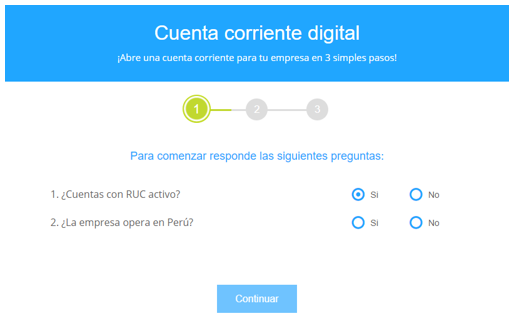 Cuenta corriente digital
¡Abre una cuenta corriente para tu empresa en 3 simples pasos!
1 2 3
Para comenzar responde las siguientes preguntas:
1. ¿Cuentas con RUC activo? Si No
2. ¿La empresa opera en Perú? Si No
Continuar